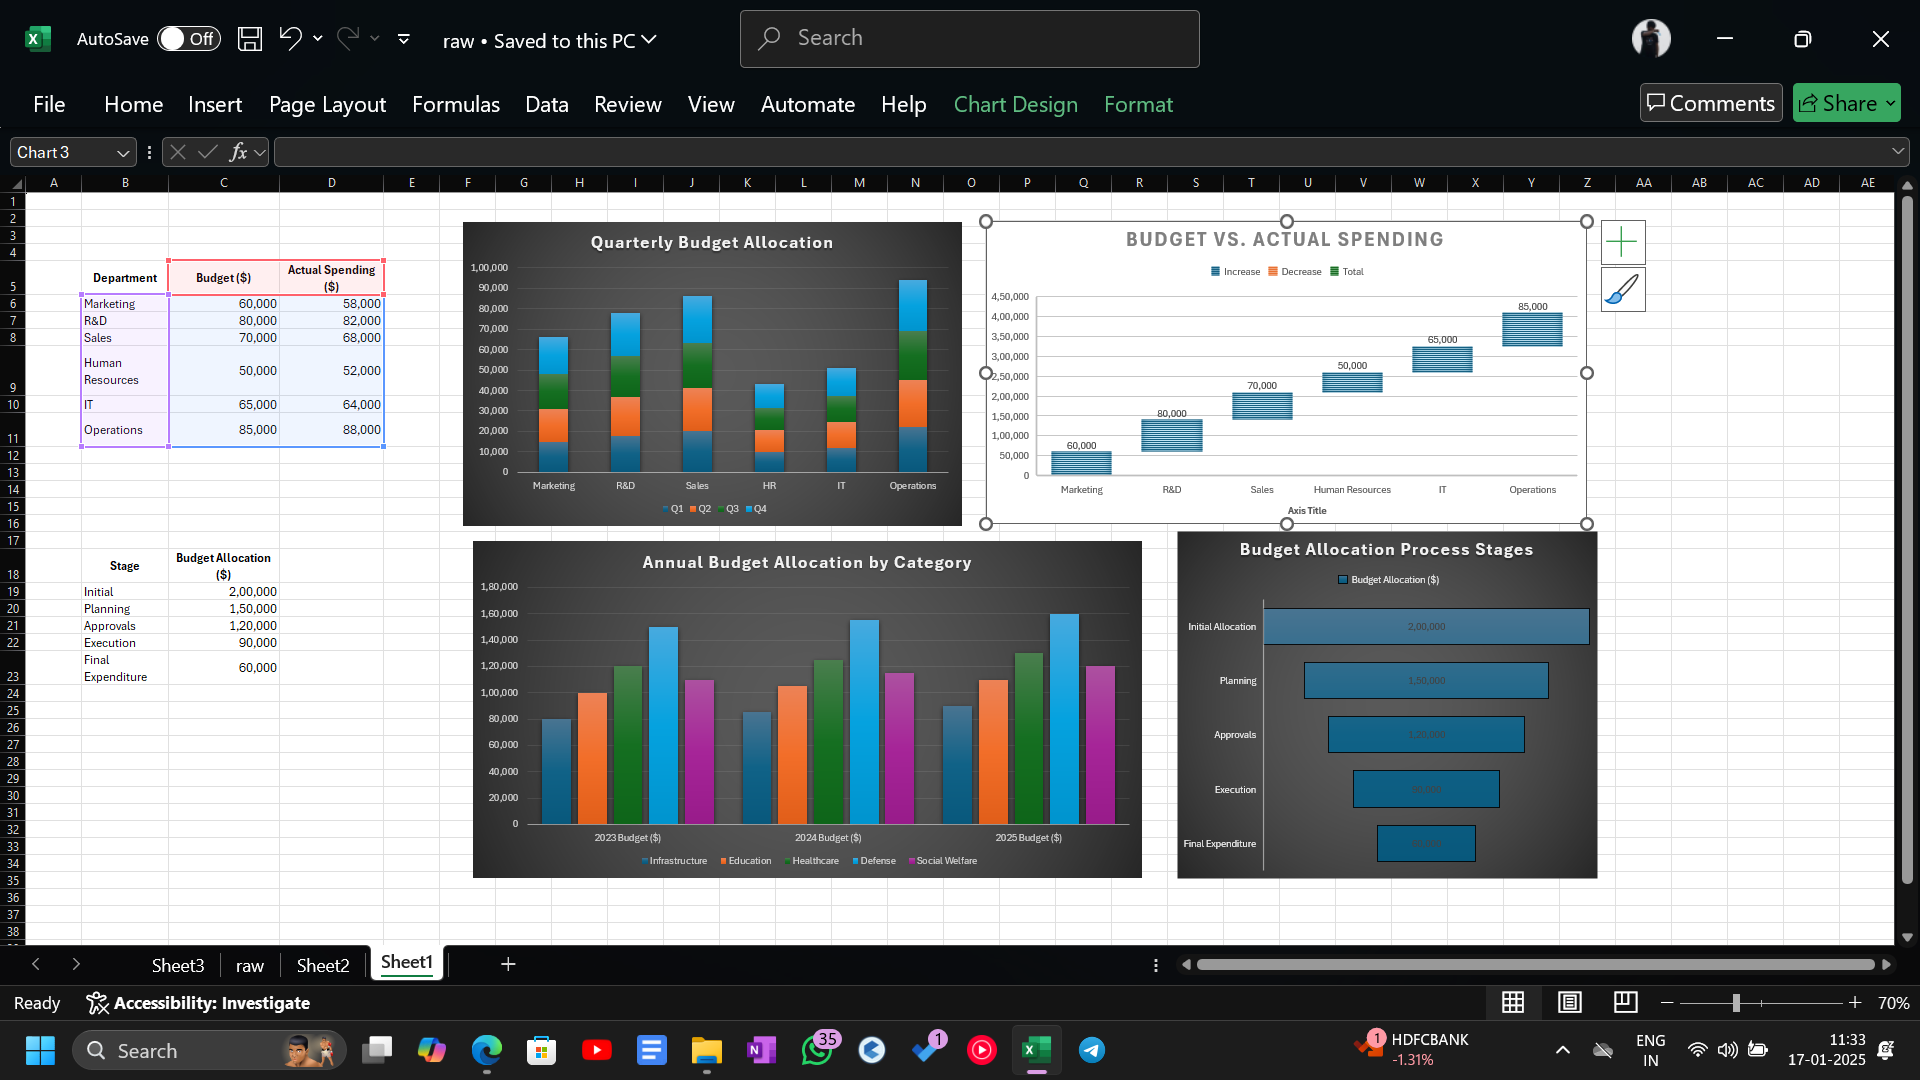 AutoSave Off raw • Saved to this PC Search
File Home Insert Page Layout Formulas Data Review View Automate Help Chart Design Format Comments Share
Chart 3 fx
A B C D E F G H I J K L M N O P Q R S T U V W X Y Z AA AB AC AD AE
1
2
3
4
5
6
7
8
9
10
11
12
13
14
15
16
17
18
19
20
21
22
23
24
25
26
27
28
29
30
31
32
33
34
35
36
37
38
Department Budget ($) Actual Spending ($)
Marketing 60,000 58,000
R&D 80,000 82,000
Sales 70,000 68,000
Human Resources 50,000 52,000
IT 65,000 64,000
Operations 85,000 88,000
Stage Budget Allocation ($)
Initial 2,00,000
Planning 1,50,000
Approvals 1,20,000
Execution 90,000
Final Expenditure 60,000
Quarterly Budget Allocation
1,00,000
90,000
80,000
70,000
60,000
50,000
40,000
30,000
20,000
10,000
0
Marketing R&D Sales HR IT Operations
Q1 Q2 Q3 Q4
BUDGET VS. ACTUAL SPENDING
Increase Decrease Total
4,50,000
4,00,000
3,50,000
3,00,000
2,50,000
2,00,000
1,50,000
1,00,000
50,000
0
60,000 80,000 70,000 50,000 65,000 85,000
Marketing R&D Sales Human Resources IT Operations
Axis Title
Annual Budget Allocation by Category
1,80,000
1,60,000
1,40,000
1,20,000
1,00,000
80,000
60,000
40,000
20,000
0
2023 Budget ($) 2024 Budget ($) 2025 Budget ($)
Infrastructure Education Healthcare Defense Social Welfare
Budget Allocation Process Stages
Budget Allocation ($)
Initial Allocation 2,00,000
Planning 1,50,000
Approvals 1,20,000
Execution
Final Expenditure
Sheet3 raw Sheet2 Sheet1
Ready Accessibility: Investigate 70%
Search 35 1 1 HDFCBANK -1.31% ENG IN 11:33 17-01-2025